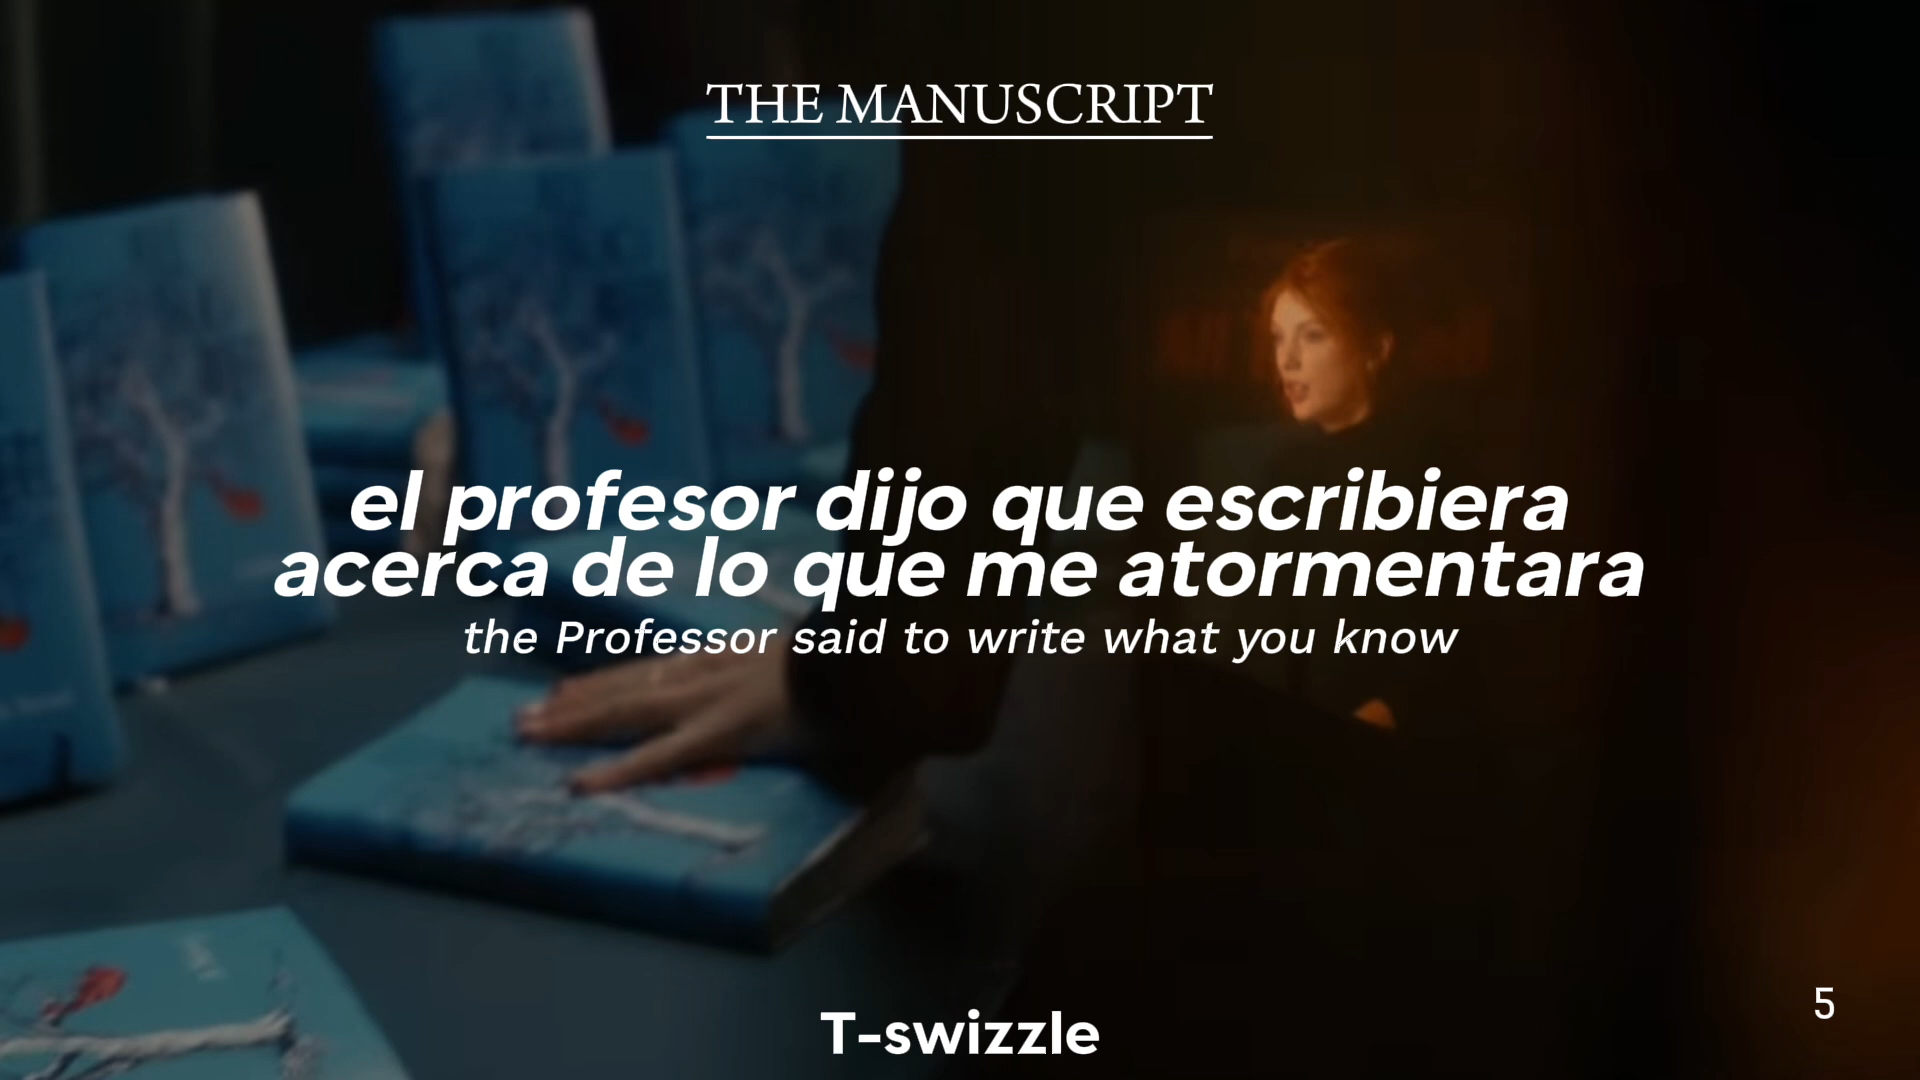 THE MANUSCRIPT
el profesor dijo que escribiera
acerca de lo que me atormentara
the Professor said to write what you know
5
T-swizzle